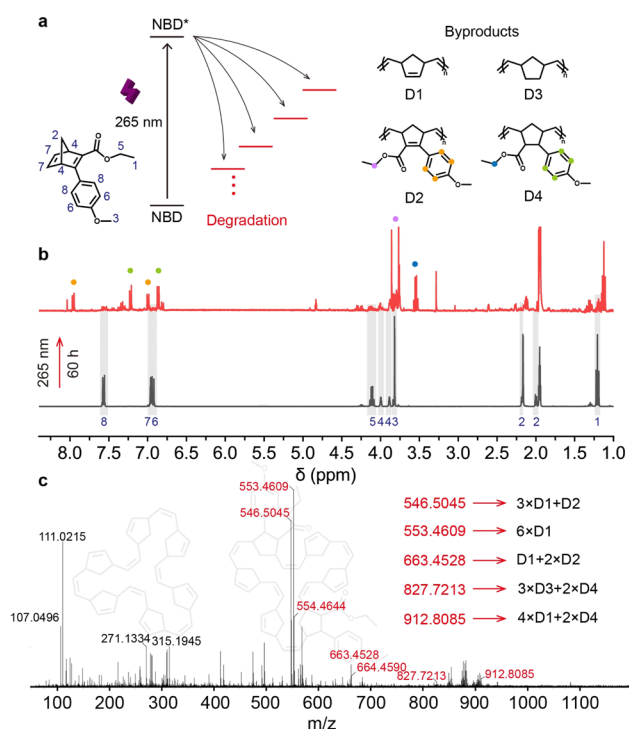 a
NBD*
Byproducts
265 nm
NBD
Degradation
2
7
4
7
4
O
O
5
1
8
8
6
6
O
3
n
D1
n
D3
O
O
O
n
D2
O
O
O
n
D4
b
265 nm
60 h
8
76
5443
2
2
1
8.0 7.5 7.0 6.5 6.0 5.5 5.0 4.5 4.0 3.5 3.0 2.5 2.0 1.5 1.0
δ (ppm)
c
553.4609
546.5045
111.0215
107.0496
271.1334
315.1945
554.4644
663.4528
664.4590
827.7213
912.8085
546.5045 → 3×D1+D2
553.4609 → 6×D1
663.4528 → D1+2×D2
827.7213 → 3×D3+2×D4
912.8085 → 4×D1+2×D4
100 200 300 400 500 600 700 800 900 1000 1100
m/z